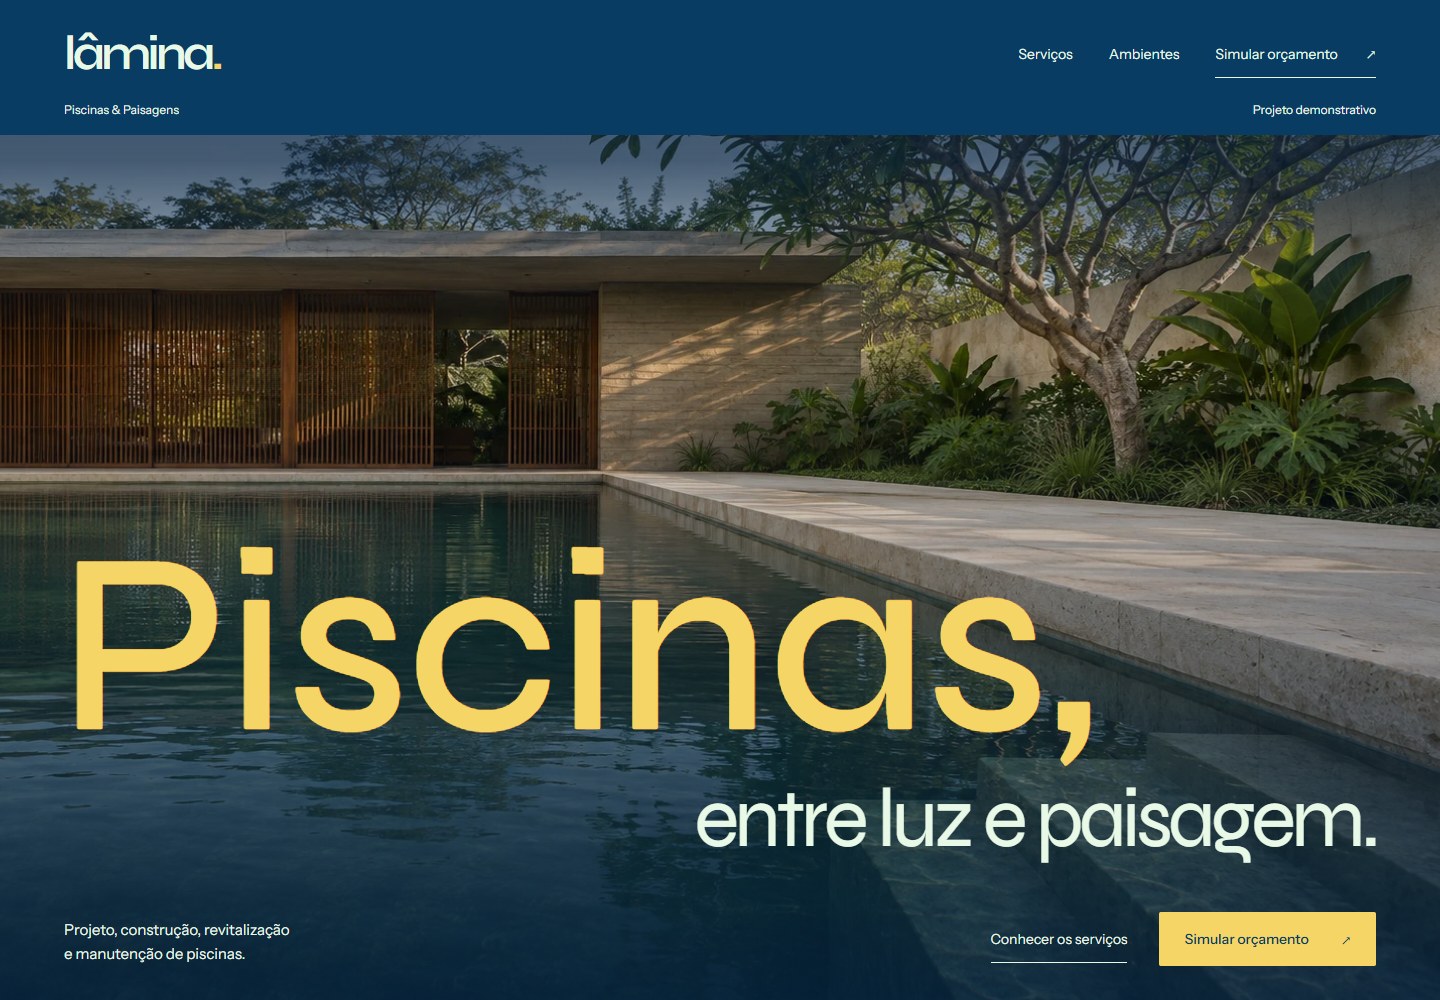 lâmina.
Serviços
Ambientes
Simular orçamento ↗
Piscinas & Paisagens
Projeto demonstrativo
Piscinas,
entre luz e paisagem.
Projeto, construção, revitalização
e manutenção de piscinas.
Conhecer os serviços
Simular orçamento ↗